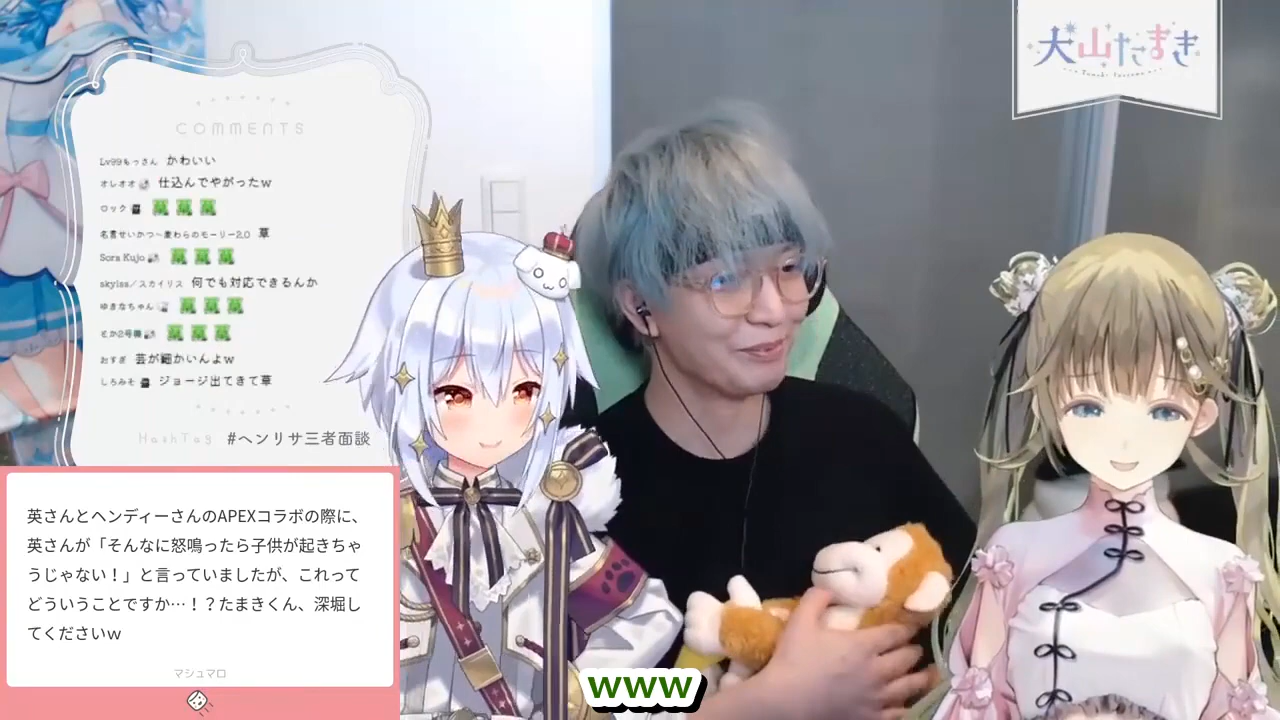 COMMENTS
Lv99もっさん かわいい
オレオオ 仕込んでやがったw
ロック 草草草
名言せいかつ～麦わらのモーリー2.0 草
Sora Kujo 草草草
skyiss／スカイリス 何でも対応できるんか
ゆきなちゃん 草草草
とか2号機 草草草
おすぎ 芸が細かいんよw
しろみそ ジョージ出てきて草
HashTag #ヘンリサ三者面談
犬山たまき
Tamaki Inuyama
英さんとヘンディーさんのAPEXコラボの際に、
英さんが「そんなに怒鳴ったら子供が起きちゃ
うじゃない！」と言っていましたが、これって
どういうことですか…！？たまきくん、深堀し
てくださいｗ
マシュマロ
www